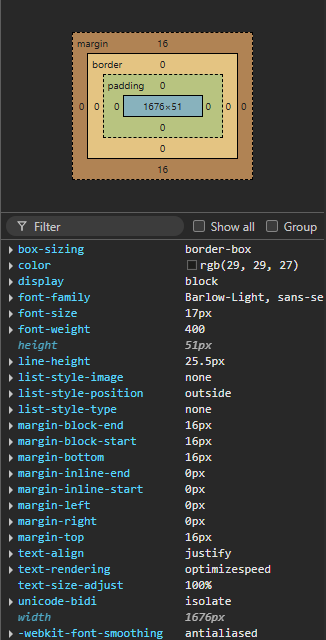 margin 16
border 0
padding 0
0 0 0 1676×51 0 0 0
0
0
16
Filter Show all Group
box-sizing border-box
color rgb(29, 29, 27)
display block
font-family Barlow-Light, sans-se
font-size 17px
font-weight 400
height 51px
line-height 25.5px
list-style-image none
list-style-position outside
list-style-type none
margin-block-end 16px
margin-block-start 16px
margin-bottom 16px
margin-inline-end 0px
margin-inline-start 0px
margin-left 0px
margin-right 0px
margin-top 16px
text-align justify
text-rendering optimizespeed
text-size-adjust 100%
unicode-bidi isolate
width 1676px
-webkit-font-smoothing antialiased